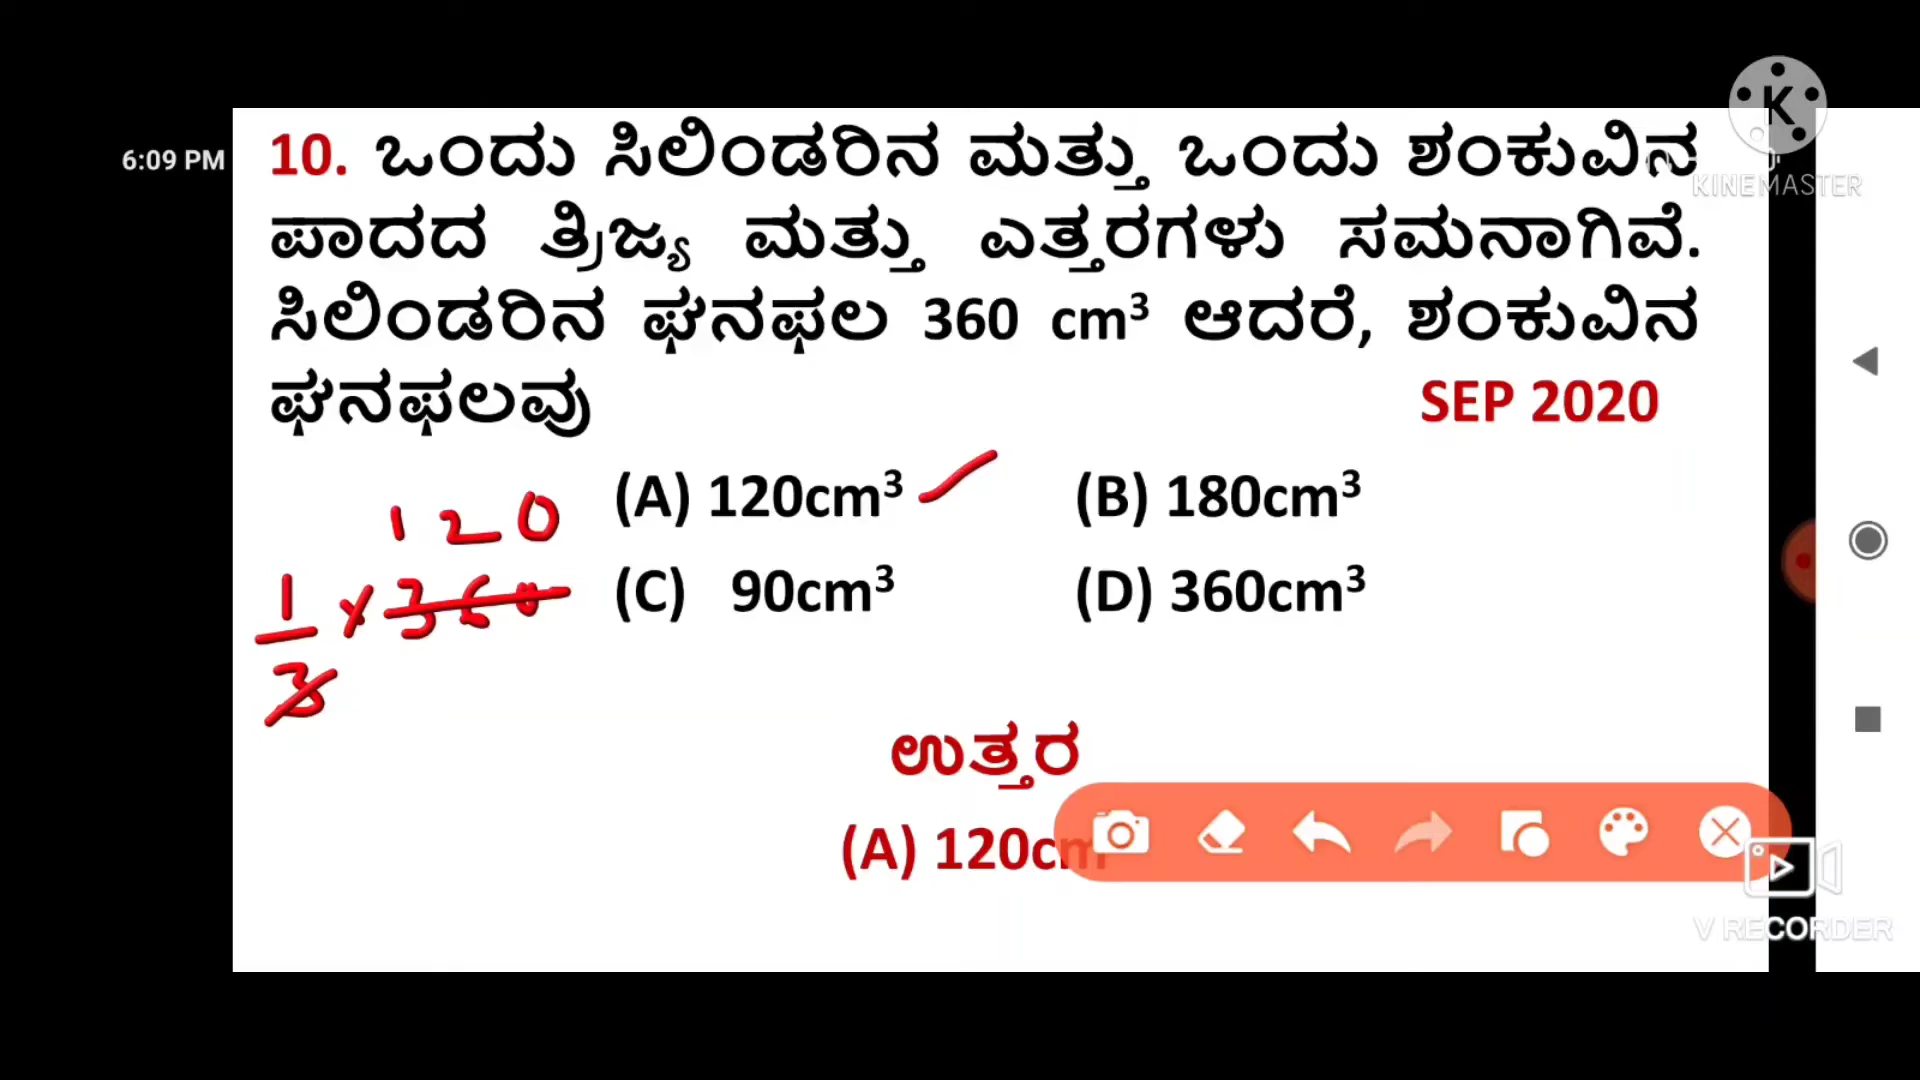 6:09 PM
10. ಒಂದು ಸಿಲಿಂಡರಿನ ಮತ್ತು ಒಂದು ಶಂಕುವಿನ
ಪಾದದ ತ್ರಿಜ್ಯ ಮತ್ತು ಎತ್ತರಗಳು ಸಮನಾಗಿವೆ.
ಸಿಲಿಂಡರಿನ ಘನಫಲ 360 cm³ ಆದರೆ, ಶಂಕುವಿನ
ಘನಫಲವು SEP 2020
(A) 120cm³ (B) 180cm³
(C) 90cm³ (D) 360cm³
120
1/3 × 360
ಉತ್ತರ
(A) 120cm
K
KINEMASTER
V RECORDER